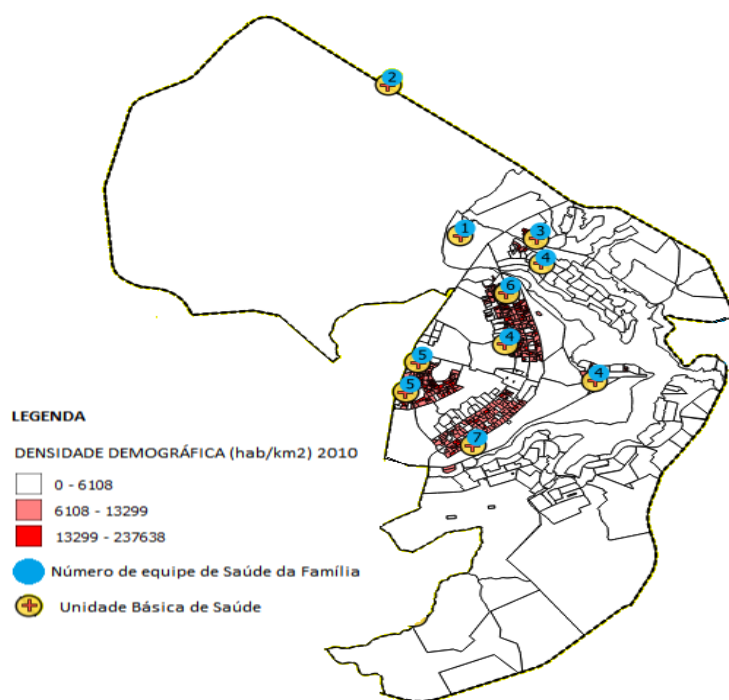 2
1
3
4
6
4
5
4
5
7
LEGENDA
DENSIDADE DEMOGRÁFICA (hab/km2) 2010
0 - 6108
6108 - 13299
13299 - 237638
Número de equipe de Saúde da Família
Unidade Básica de Saúde